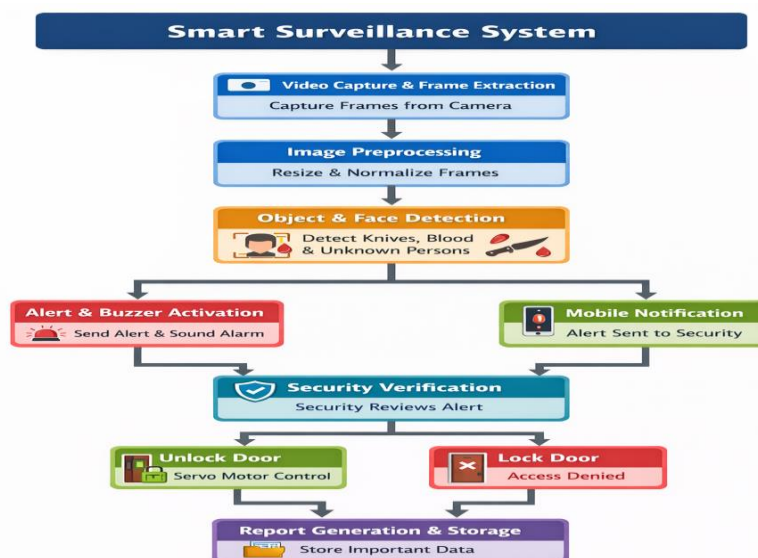 Smart Surveillance System
Video Capture & Frame Extraction
Capture Frames from Camera
Image Preprocessing
Resize & Normalize Frames
Object & Face Detection
Detect Knives, Blood
& Unknown Persons
Alert & Buzzer Activation
Send Alert & Sound Alarm
Mobile Notification
Alert Sent to Security
Security Verification
Security Reviews Alert
Unlock Door
Servo Motor Control
Lock Door
Access Denied
Report Generation & Storage
Store Important Data